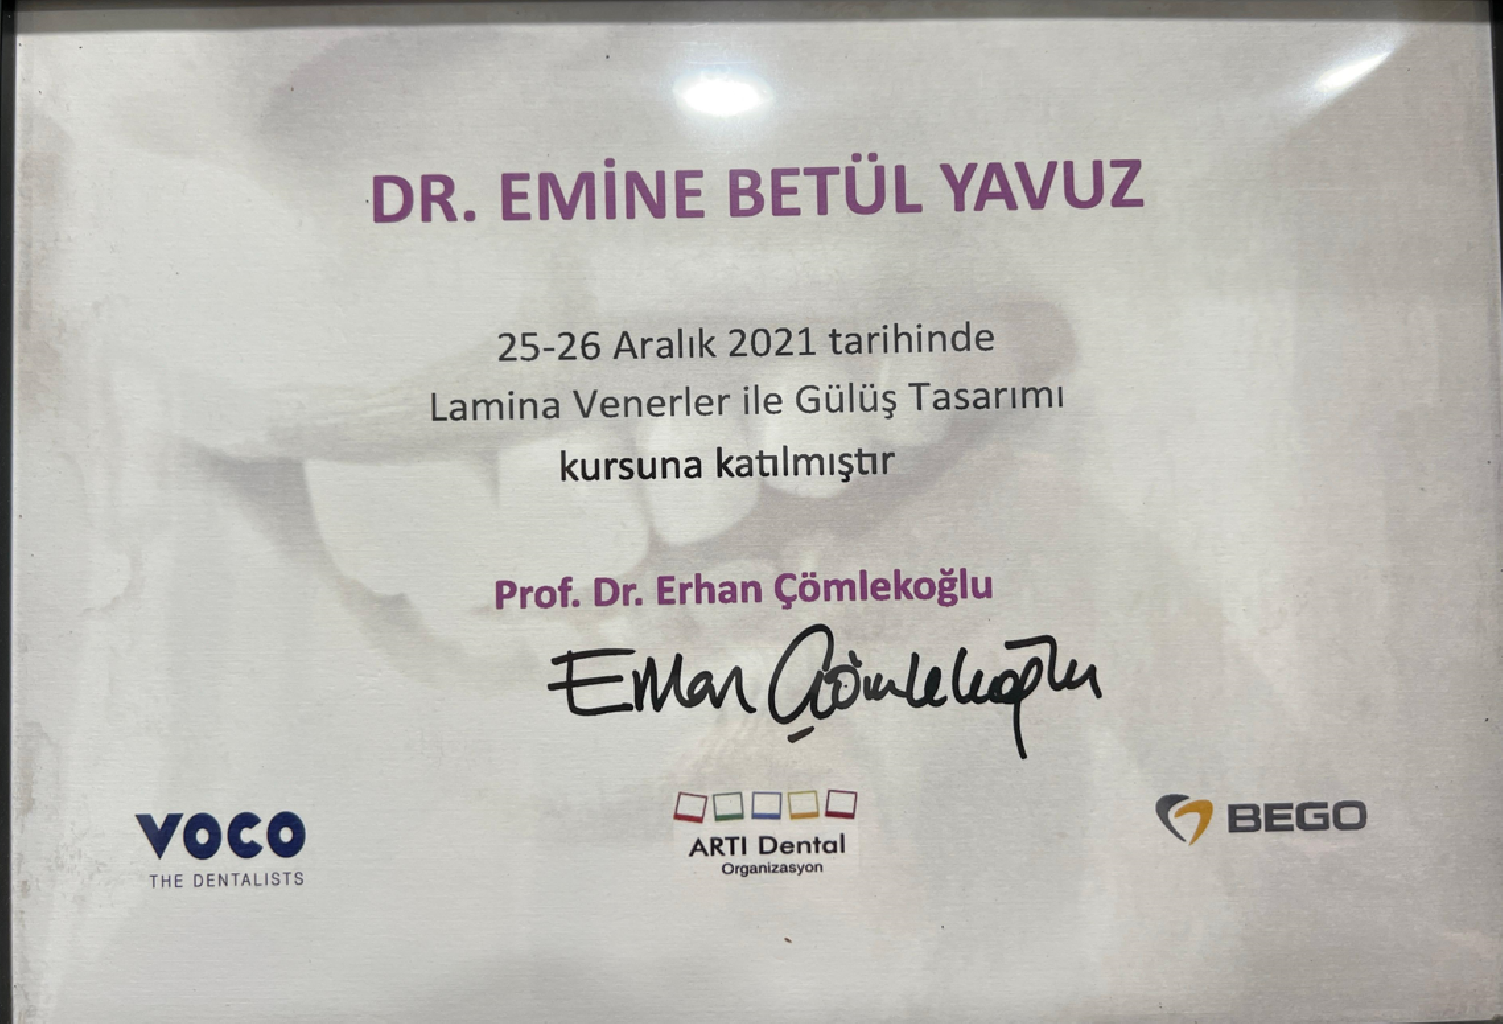 DR. EMİNE BETÜL YAVUZ
25-26 Aralık 2021 tarihinde
Lamina Venerler ile Gülüş Tasarımı
kursuna katılmıştır
Prof. Dr. Erhan Çömlekoğlu
Erhan Çömlekoğlu
VOCO
THE DENTALISTS
ARTI Dental
Organizasyon
BEGO